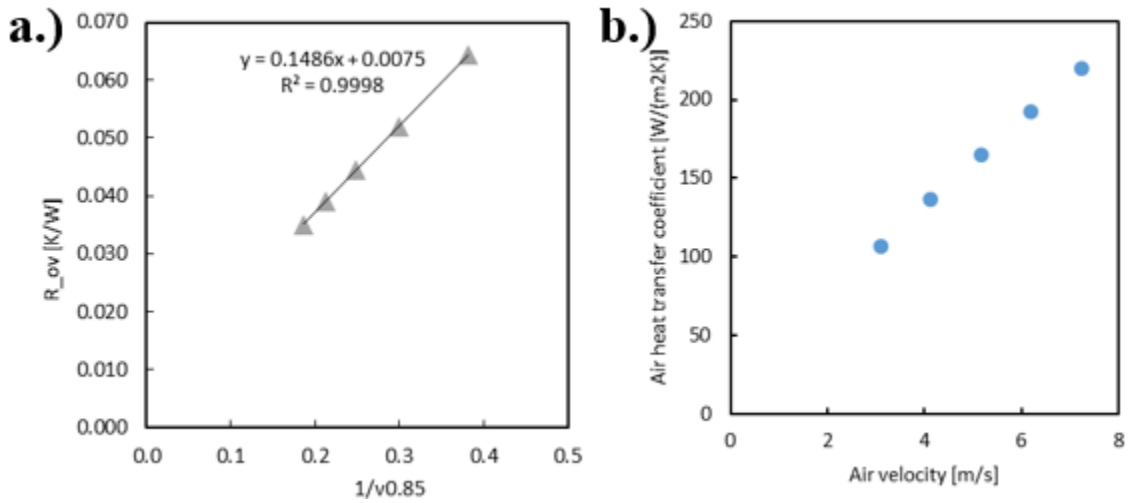 a.)
y = 0.1486x + 0.0075
R² = 0.9998
R_ov [K/W]
0.070
0.060
0.050
0.040
0.030
0.020
0.010
0.000
0.0 0.1 0.2 0.3 0.4 0.5
1/v0.85
b.)
Air heat transfer coefficient [W/(m2K)]
250
200
150
100
50
0
0 2 4 6 8
Air velocity [m/s]